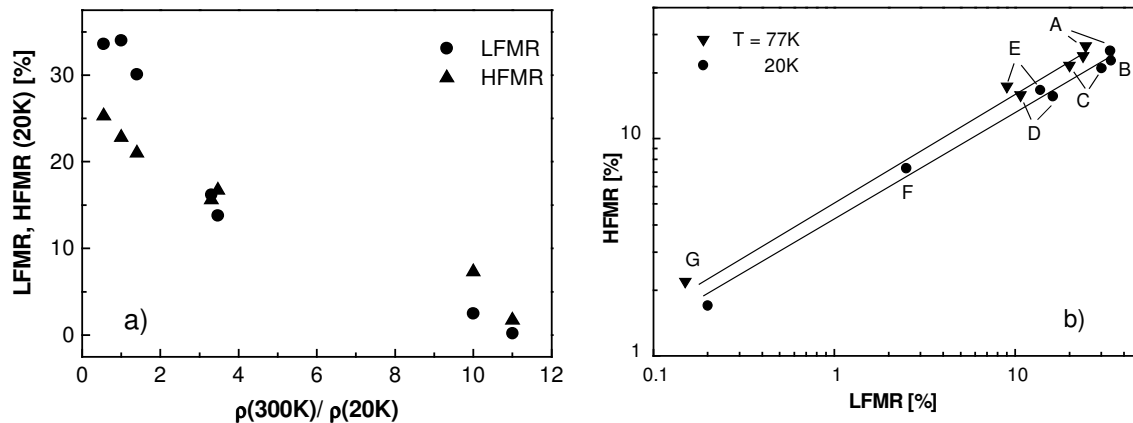 LFMR, HFMR (20K) [%]
30
20
10
0
LFMR
HFMR
a)
0 2 4 6 8 10 12
ρ(300K)/ ρ(20K)
HFMR [%]
10
1
T = 77K
20K
A
B
C
D
E
F
G
b)
0.1 1 10
LFMR [%]